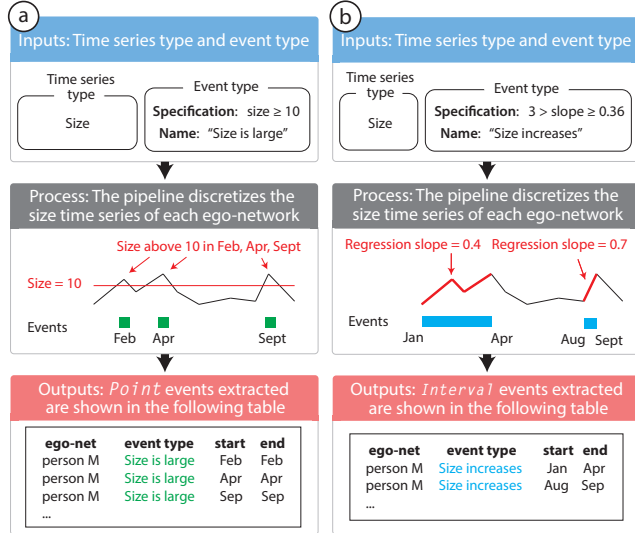 a
Inputs: Time series type and event type
Time series
type
Size
Event type
Specification: size ≥ 10
Name: “Size is large”
Process: The pipeline discretizes the
size time series of each ego-network
Size above 10 in Feb, Apr, Sept
Size = 10
Events
Feb Apr Sept
Outputs: Point events extracted
are shown in the following table
ego-net event type start end
person M Size is large Feb Feb
person M Size is large Apr Apr
person M Size is large Sep Sep
...
b
Inputs: Time series type and event type
Time series
type
Size
Event type
Specification: 3 > slope ≥ 0.36
Name: “Size increases”
Process: The pipeline discretizes the
size time series of each ego-network
Regression slope = 0.4 Regression slope = 0.7
Events
Jan Apr Aug Sept
Outputs: Interval events extracted
are shown in the following table
ego-net event type start end
person M Size increases Jan Apr
person M Size increases Aug Sep
...